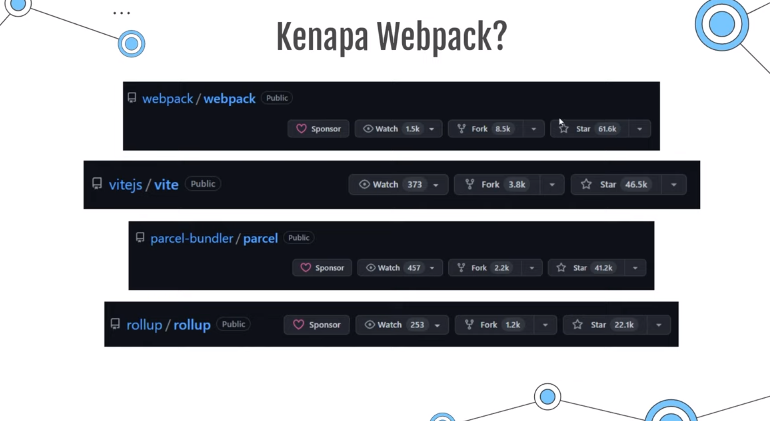 ...
Kenapa Webpack?
webpack / webpack Public
Sponsor Watch 1.5k Fork 8.5k Star 61.6k
vitejs / vite Public Watch 373 Fork 3.8k Star 46.5k
parcel-bundler / parcel Public
Sponsor Watch 457 Fork 2.2k Star 41.2k
rollup / rollup Public Sponsor Watch 253 Fork 1.2k Star 22.1k